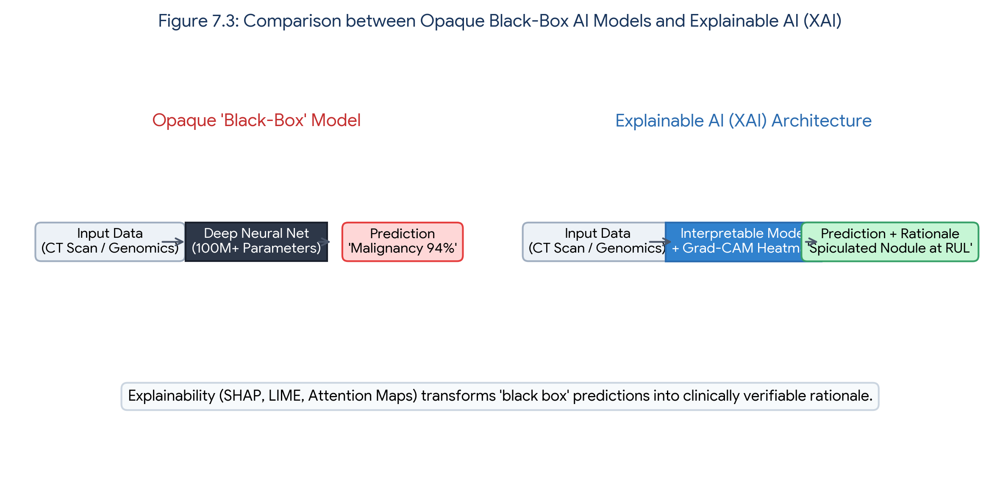 Figure 7.3: Comparison between Opaque Black-Box AI Models and Explainable AI (XAI)
Opaque 'Black-Box' Model
Explainable AI (XAI) Architecture
Input Data
(CT Scan / Genomics)
Deep Neural Net
(100M+ Parameters)
Prediction
'Malignancy 94%'
Input Data
(CT Scan / Genomics)
Interpretable
+ Grad-CAM
Prediction + Rationale
'Spiculated Nodule at RUL'
Explainability (SHAP, LIME, Attention Maps) transforms 'black box' predictions into clinically verifiable rationale.